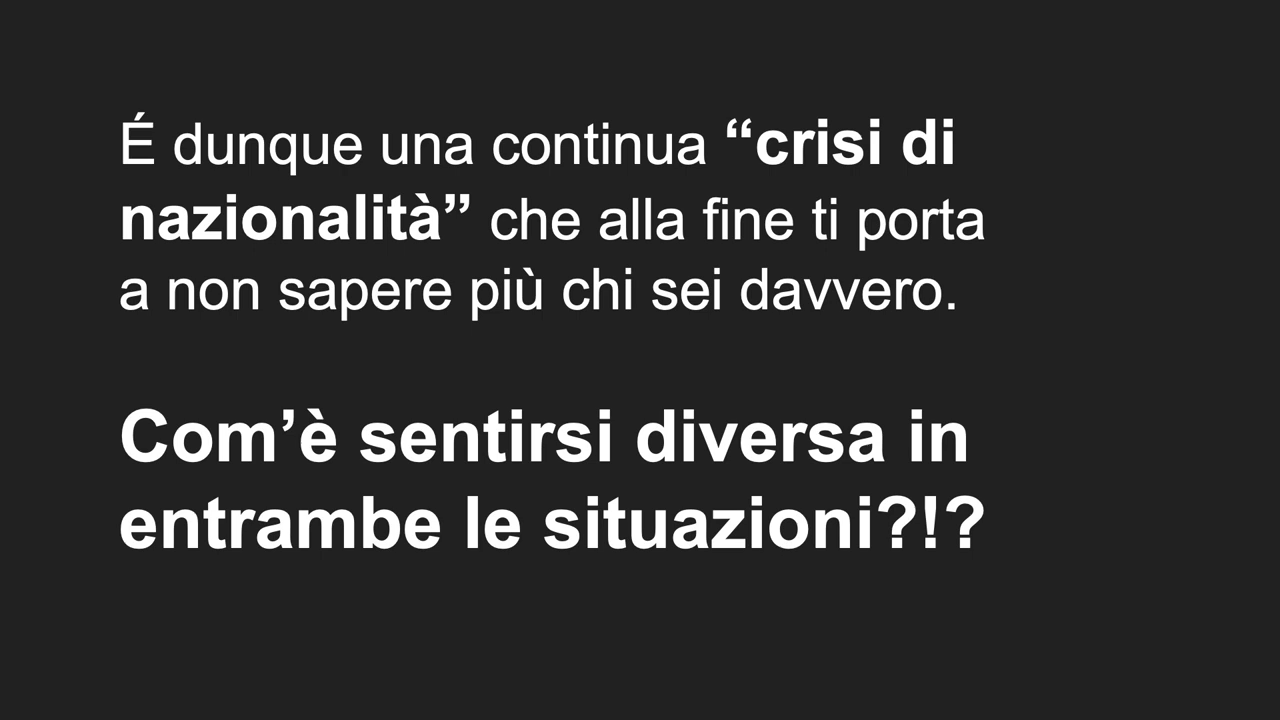 É dunque una continua “crisi di
nazionalità” che alla fine ti porta
a non sapere più chi sei davvero.
Com’è sentirsi diversa in
entrambe le situazioni?!?